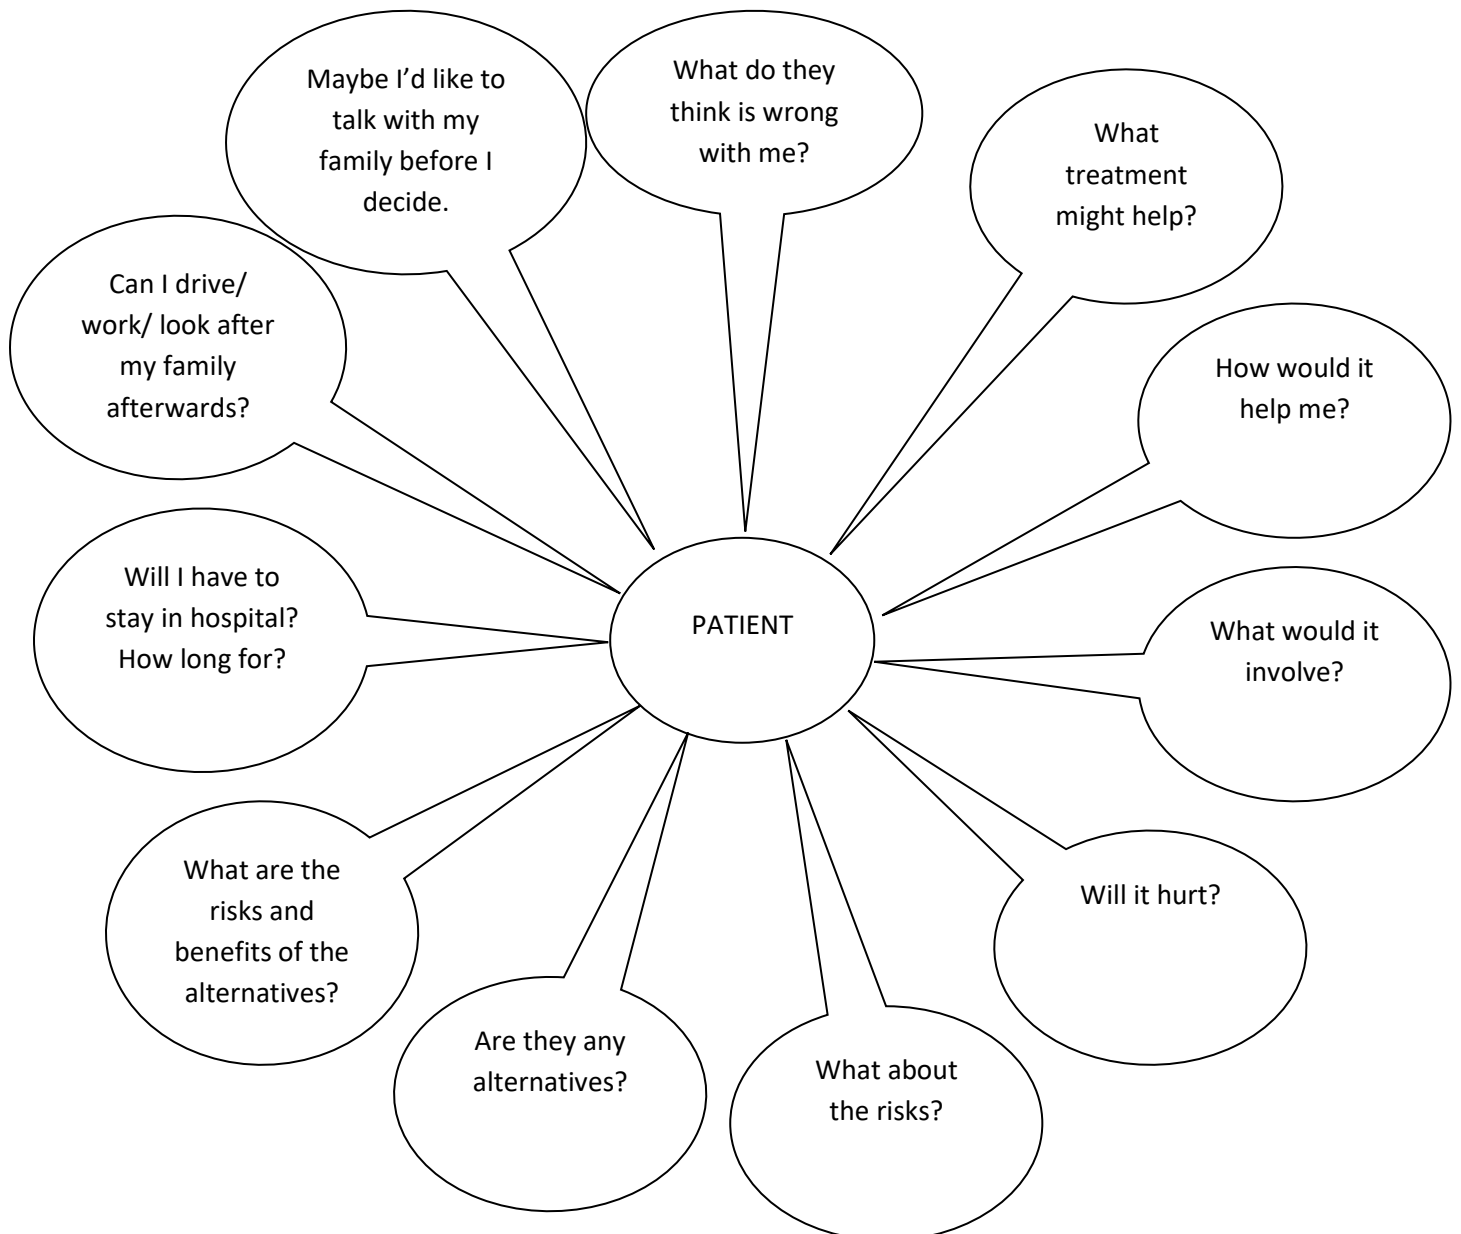 Maybe I’d like to
talk with my
family before I
decide.
What do they
think is wrong
with me?
What
treatment
might help?
How would it
help me?
What would it
involve?
Will it hurt?
What about
the risks?
Are they any
alternatives?
What are the
risks and
benefits of the
alternatives?
Will I have to
stay in hospital?
How long for?
Can I drive/
work/ look after
my family
afterwards?
PATIENT